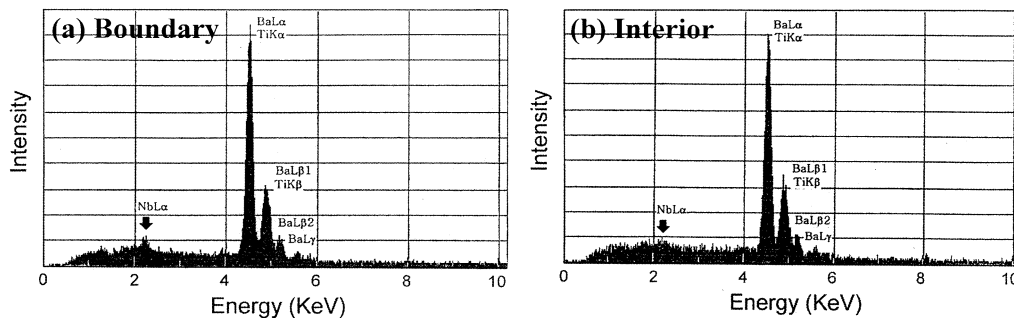 (a) Boundary
BaLα
TiKα
BaLβ1
TiKβ
NbLα
BaLβ2
BaLγ
Intensity
0
2
4
6
8
10
Energy (KeV)
(b) Interior
BaLα
TiKα
BaLβ1
TiKβ
NbLα
BaLβ2
BaLγ
Intensity
0
2
4
6
8
10
Energy (KeV)